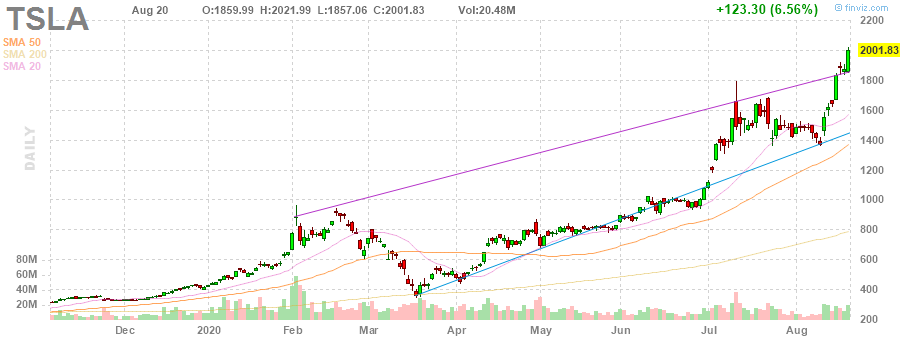 TSLA Aug 20 O:1859.99 H:2021.99 L:1857.06 C:2001.83 Vol:20.48M +123.30 (6.56%) finviz.com
SMA 50
SMA 200
SMA 20
DAILY
2200
2001.83
1800
1600
1400
1200
1000
800
600
400
200
80M
60M
40M
20M
Dec 2020 Feb Mar Apr May Jun Jul Aug